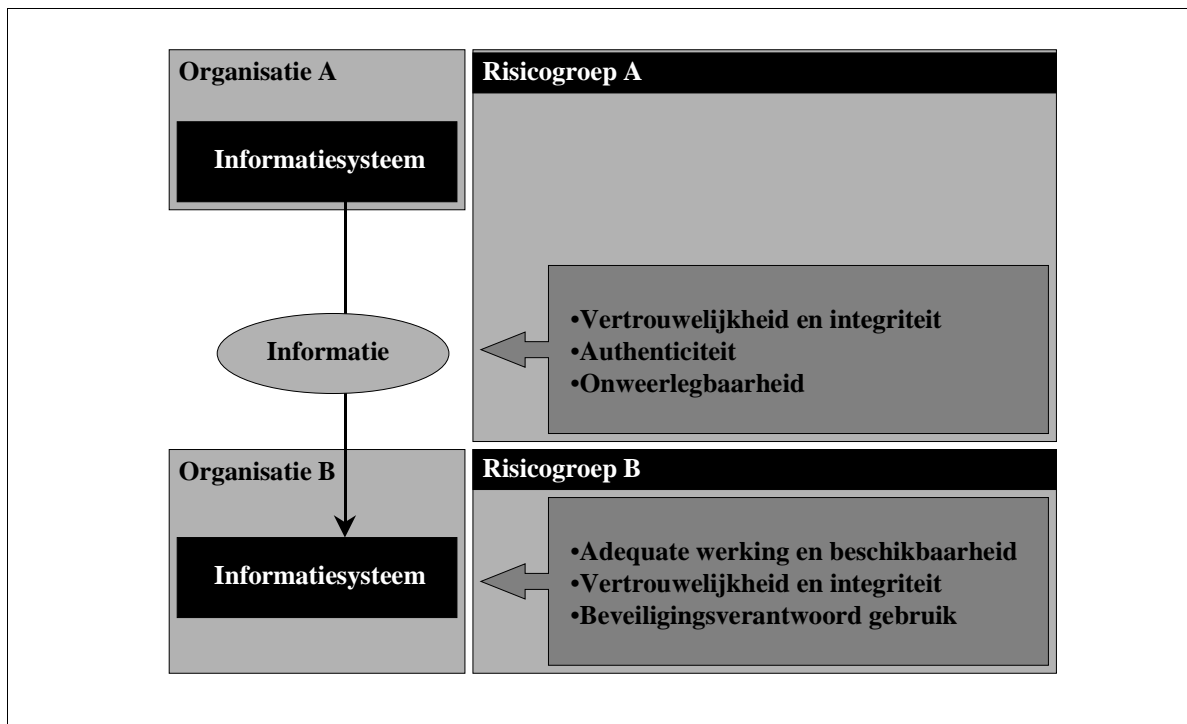 Organisatie A
Informatiesysteem
Risicogroep A
Informatie
•Vertrouwelijkheid en integriteit
•Authenticiteit
•Onweerlegbaarheid
Organisatie B
Informatiesysteem
Risicogroep B
•Adequate werking en beschikbaarheid
•Vertrouwelijkheid en integriteit
•Beveiligingsverantwoord gebruik